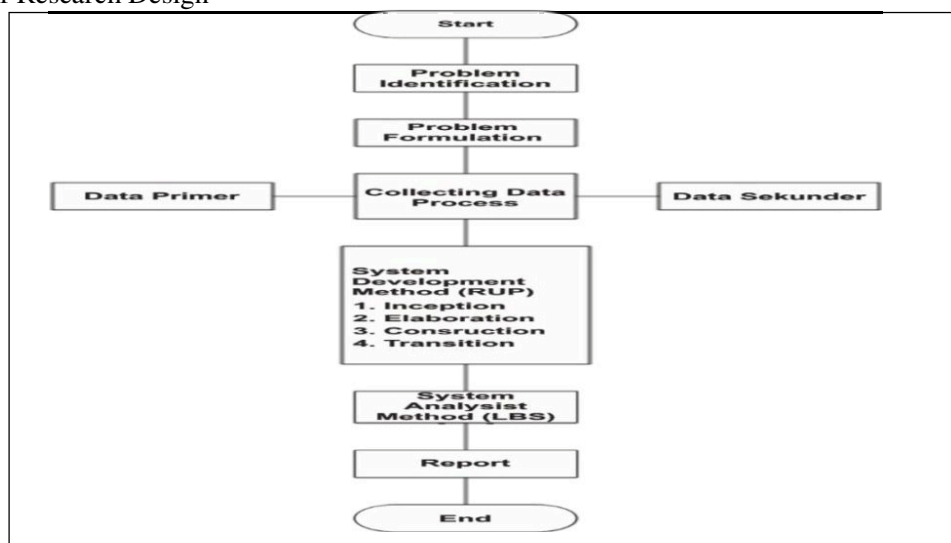 Research Design
Start
Problem
Identification
Problem
Formulation
Data Primer
Collecting Data
Process
Data Sekunder
System
Development
Method (RUP)
1. Inception
2. Elaboration
3. Consruction
4. Transition
System
Analysist
Method (LBS)
Report
End